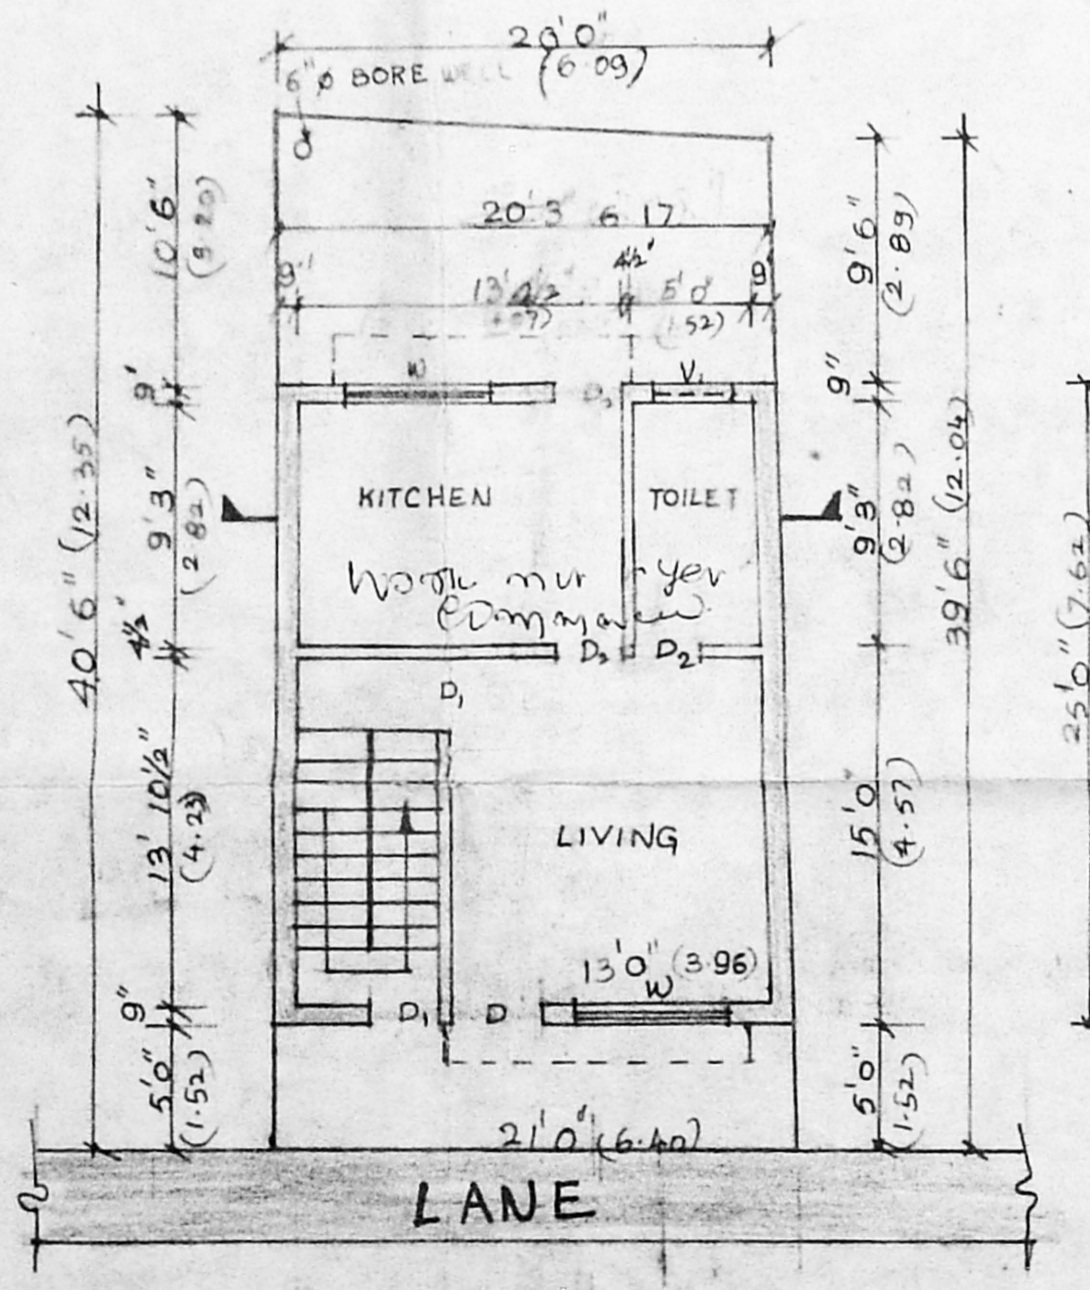 20'0"
(6.09)
6"ø BORE WELL
20'3" (6.17)
4½"
9"
13'4½"
5'0"
(1.52)
9"
10'6"
9'6"
(2.89)
W
V₁
9"
9"
KITCHEN
TOILET
9'3"
(2.82)
9'3"
(2.82)
40'6" (12.35)
39'6" (12.04)
25'0" (7.62)
4½"
D₂
D₂
D₁
13'10½"
(4.23)
15'0
(4.57)
LIVING
13'0" (3.96)
W
9"
D₁
D
5'0"
(1.52)
5'0"
(1.52)
21'0" (6.40)
LANE